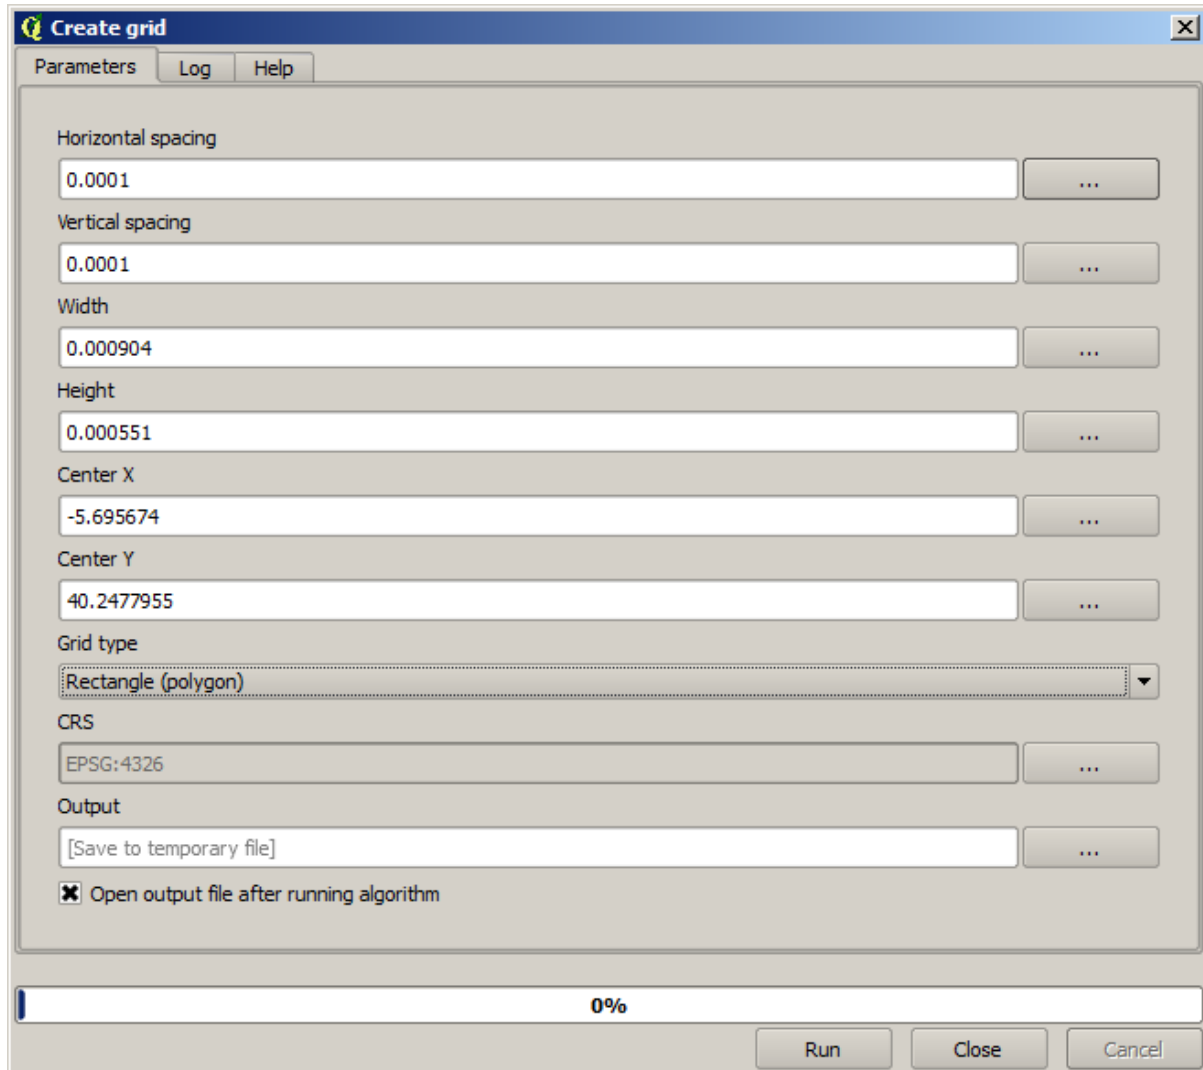 Create grid
Parameters Log Help
Horizontal spacing
0.0001 ...
Vertical spacing
0.0001 ...
Width
0.000904 ...
Height
0.000551 ...
Center X
-5.695674 ...
Center Y
40.2477955 ...
Grid type
Rectangle (polygon)
CRS
EPSG:4326 ...
Output
[Save to temporary file] ...
Open output file after running algorithm
0%
Run Close Cancel